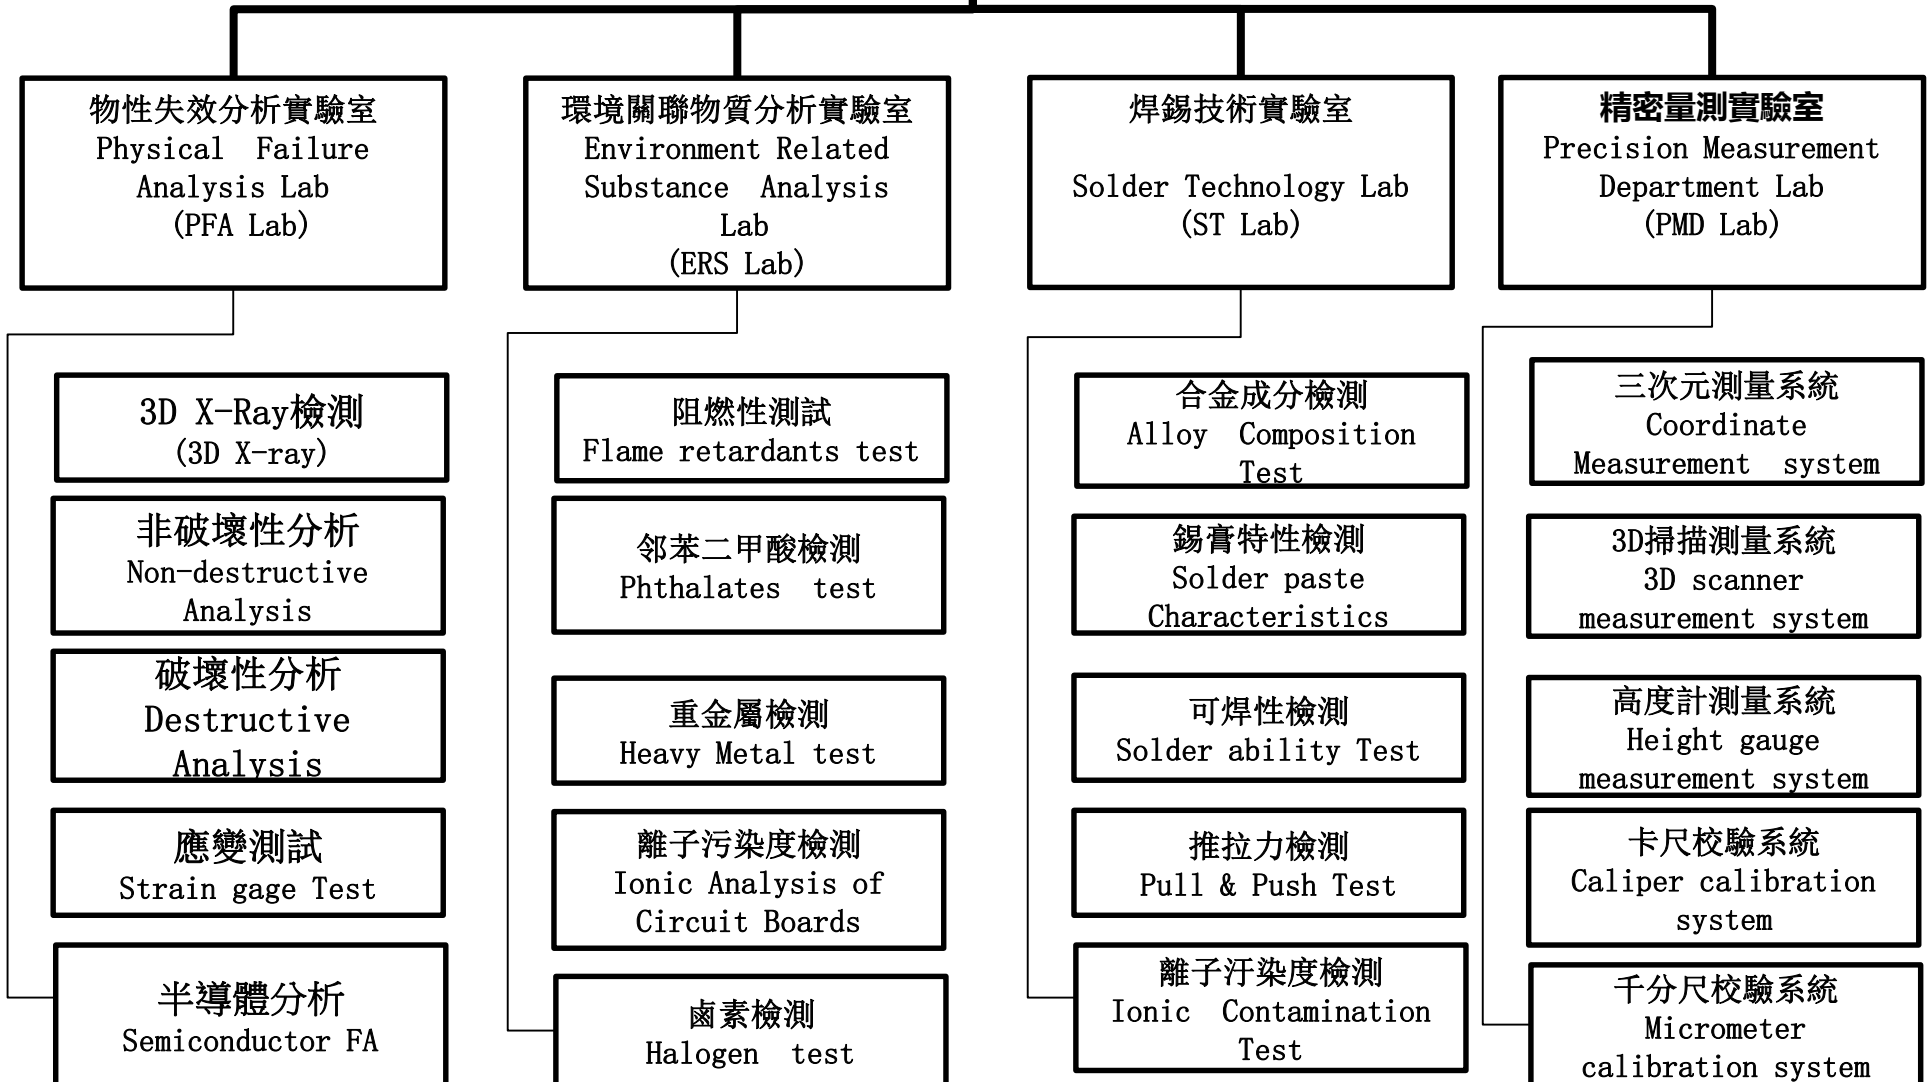 物性失效分析實驗室
Physical Failure
Analysis Lab
(PFA Lab)
環境關聯物質分析實驗室
Environment Related
Substance Analysis
Lab
(ERS Lab)
焊錫技術實驗室
Solder Technology Lab
(ST Lab)
精密量測實驗室
Precision Measurement
Department Lab
(PMD Lab)
3D X-Ray檢測
(3D X-ray)
非破壞性分析
Non-destructive
Analysis
破壞性分析
Destructive
Analysis
應變測試
Strain gage Test
半導體分析
Semiconductor FA
阻燃性測試
Flame retardants test
邻苯二甲酸檢測
Phthalates test
重金屬檢測
Heavy Metal test
離子污染度檢測
Ionic Analysis of
Circuit Boards
鹵素檢測
Halogen test
合金成分檢測
Alloy Composition
Test
錫膏特性檢測
Solder paste
Characteristics
可焊性檢測
Solder ability Test
推拉力檢測
Pull & Push Test
離子汙染度檢測
Ionic Contamination
Test
三次元測量系統
Coordinate
Measurement system
3D掃描測量系統
3D scanner
measurement system
高度計測量系統
Height gauge
measurement system
卡尺校驗系統
Caliper calibration
system
千分尺校驗系統
Micrometer
calibration system